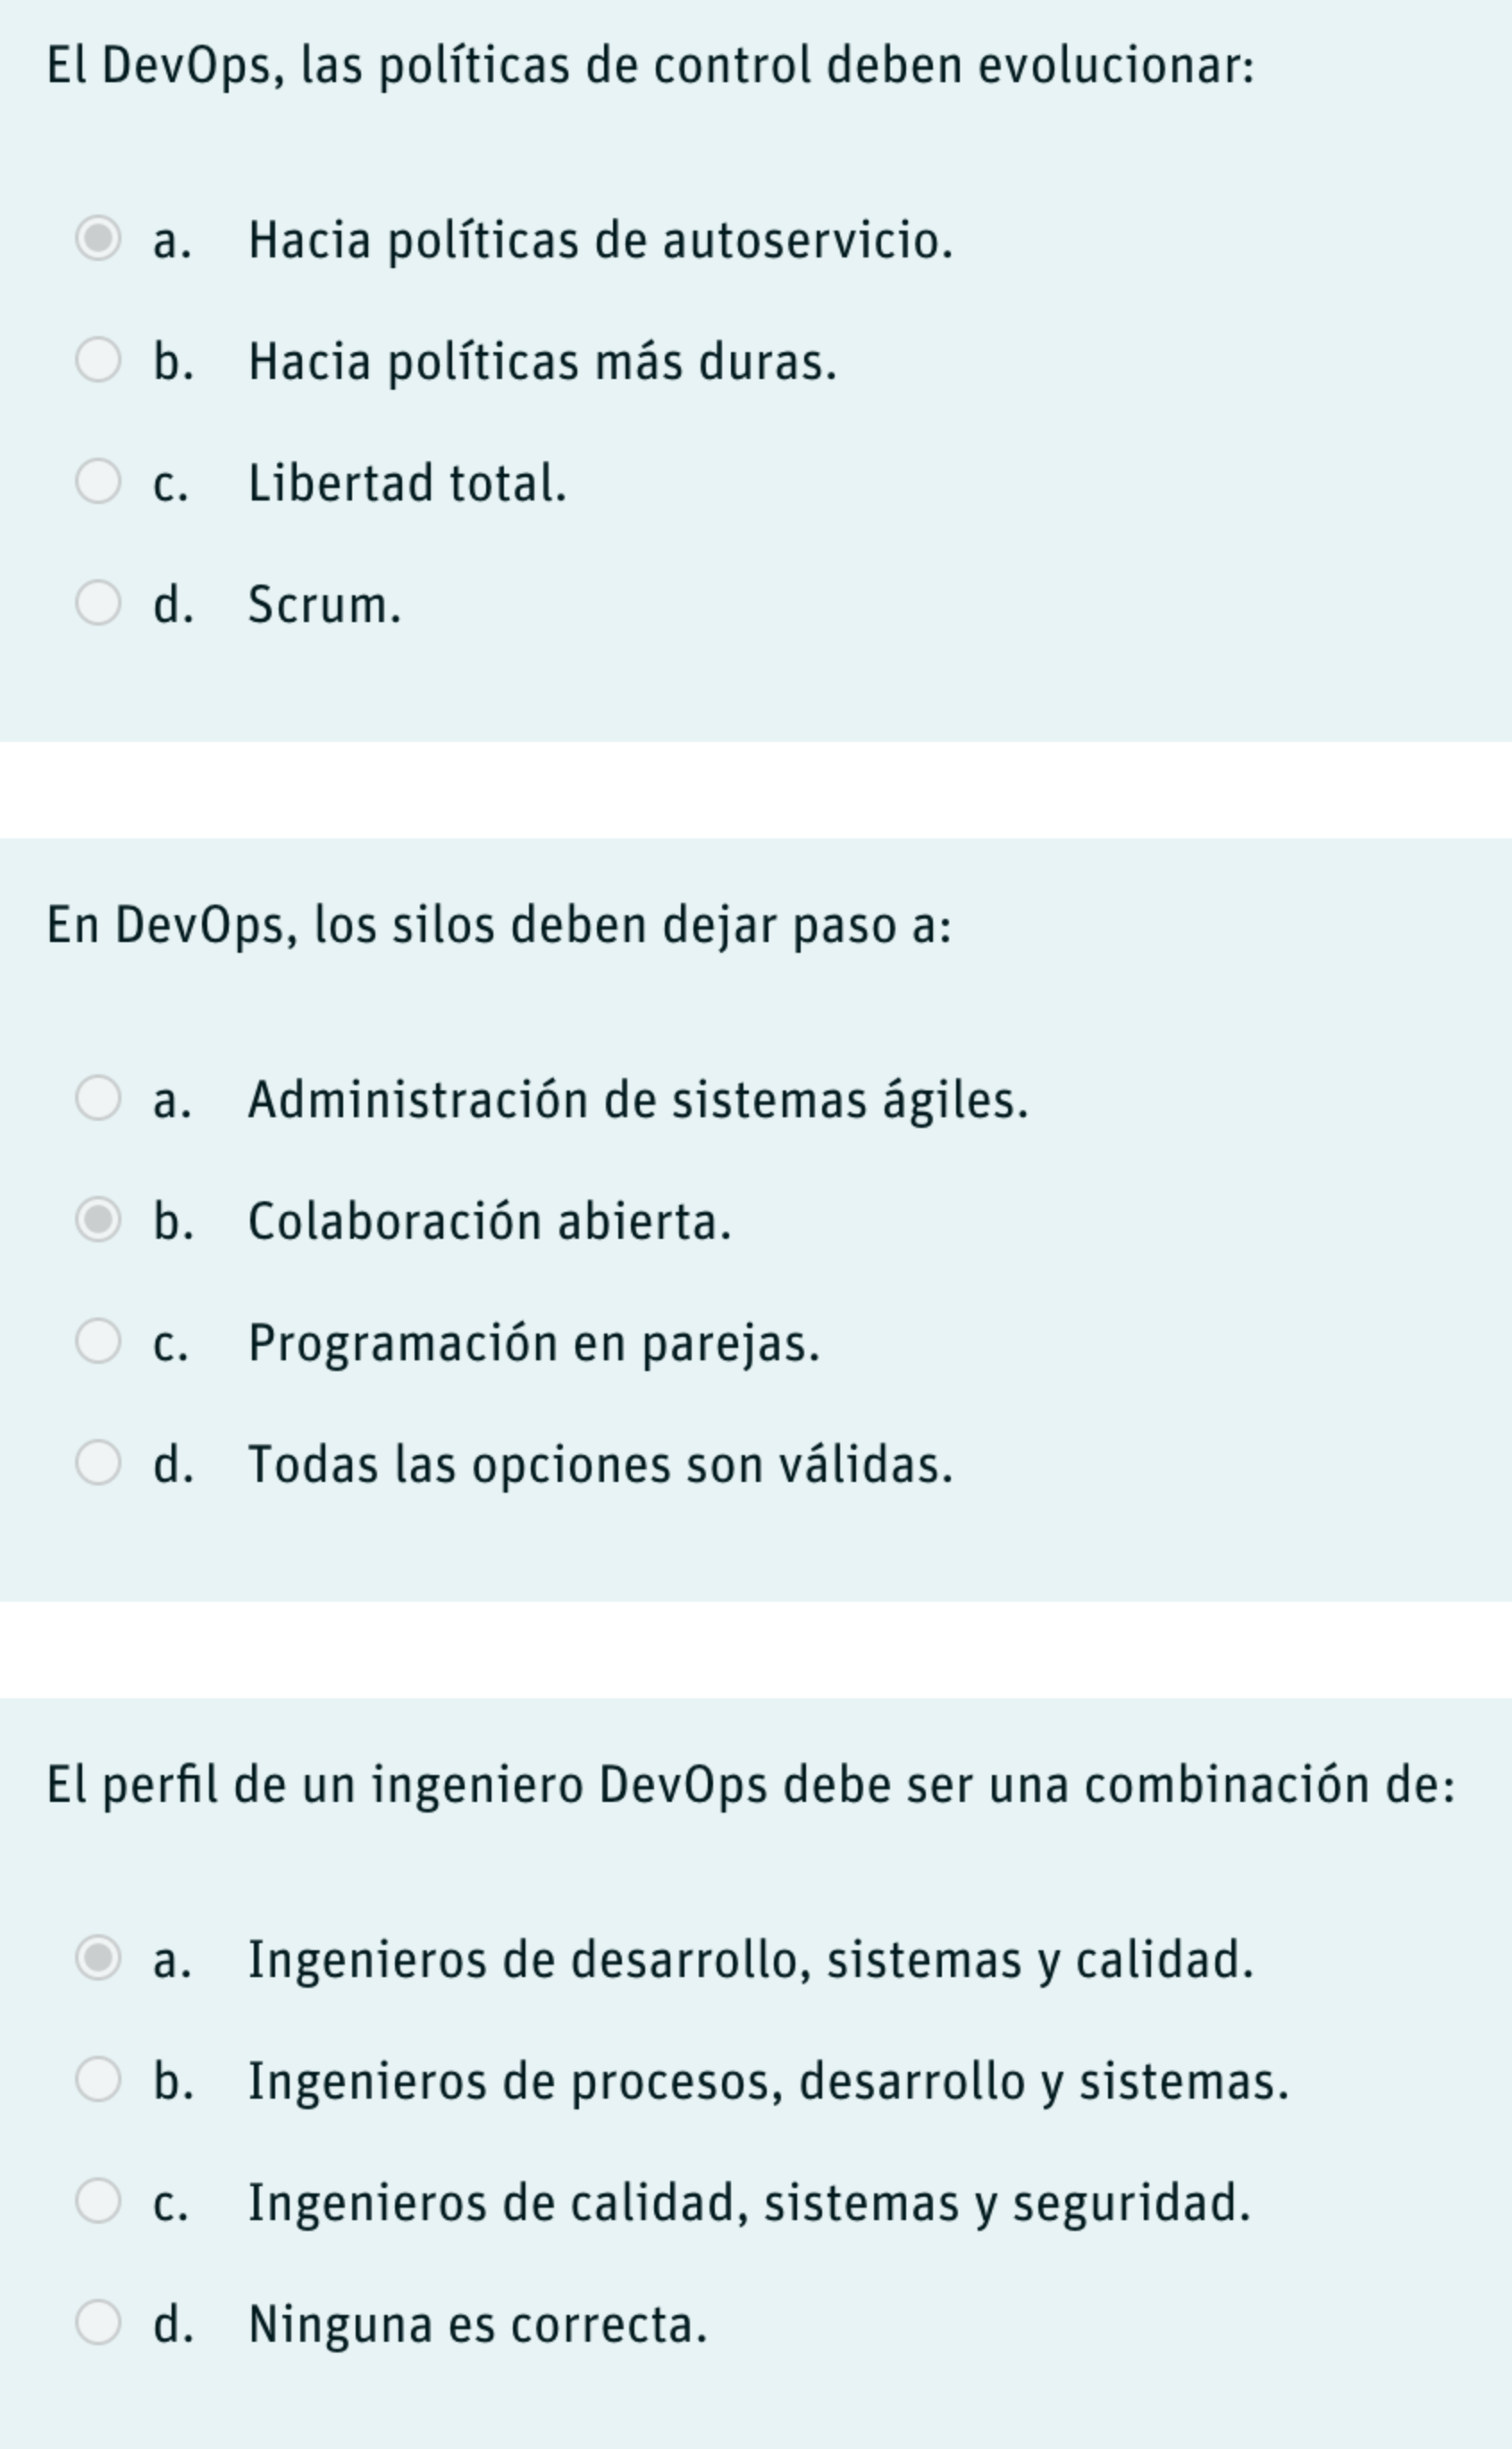 El DevOps, las políticas de control deben evolucionar:
a. Hacia políticas de autoservicio.
b. Hacia políticas más duras.
c. Libertad total.
d. Scrum.
En DevOps, los silos deben dejar paso a:
a. Administración de sistemas ágiles.
b. Colaboración abierta.
c. Programación en parejas.
d. Todas las opciones son válidas.
El perfil de un ingeniero DevOps debe ser una combinación de:
a. Ingenieros de desarrollo, sistemas y calidad.
b. Ingenieros de procesos, desarrollo y sistemas.
c. Ingenieros de calidad, sistemas y seguridad.
d. Ninguna es correcta.